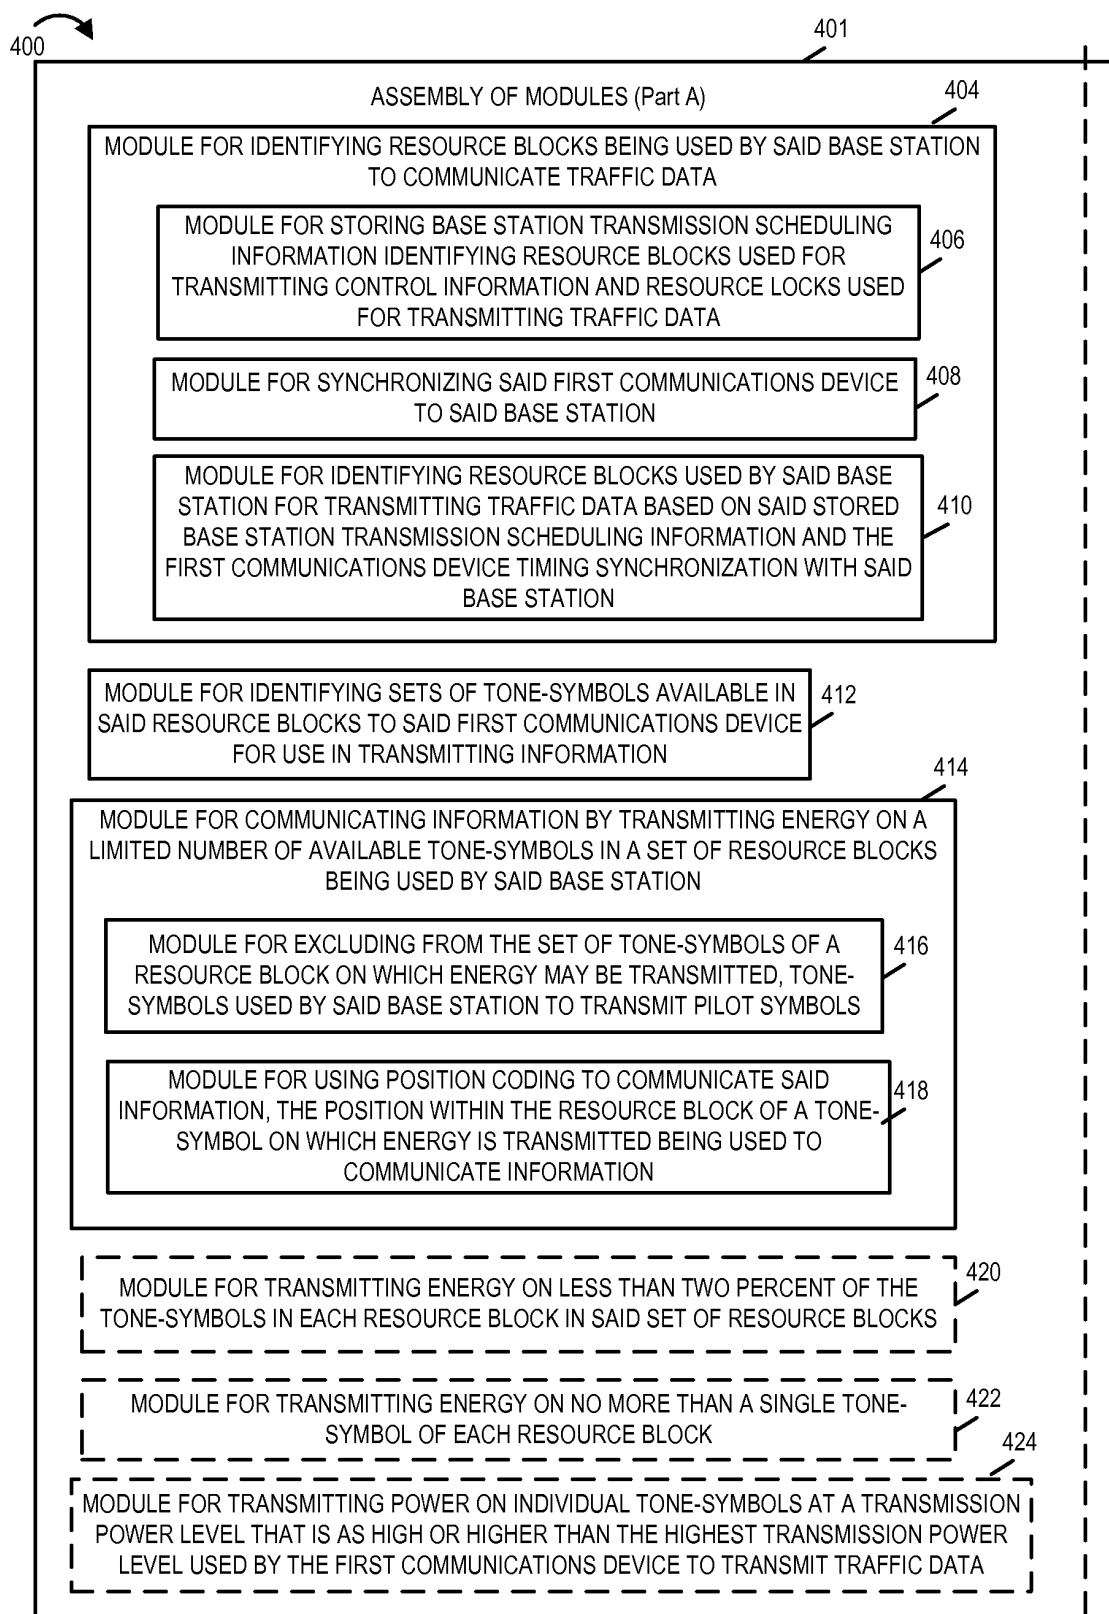 401
400
ASSEMBLY OF MODULES (Part A)
404
MODULE FOR IDENTIFYING RESOURCE BLOCKS BEING USED BY SAID BASE STATION
TO COMMUNICATE TRAFFIC DATA
MODULE FOR STORING BASE STATION TRANSMISSION SCHEDULING
INFORMATION IDENTIFYING RESOURCE BLOCKS USED FOR
TRANSMITTING CONTROL INFORMATION AND RESOURCE LOCKS USED
FOR TRANSMITTING TRAFFIC DATA
406
MODULE FOR SYNCHRONIZING SAID FIRST COMMUNICATIONS DEVICE
TO SAID BASE STATION
408
MODULE FOR IDENTIFYING RESOURCE BLOCKS USED BY SAID BASE
STATION FOR TRANSMITTING TRAFFIC DATA BASED ON SAID STORED
BASE STATION TRANSMISSION SCHEDULING INFORMATION AND THE
FIRST COMMUNICATIONS DEVICE TIMING SYNCHRONIZATION WITH SAID
BASE STATION
410
MODULE FOR IDENTIFYING SETS OF TONE-SYMBOLS AVAILABLE IN
SAID RESOURCE BLOCKS TO SAID FIRST COMMUNICATIONS DEVICE
FOR USE IN TRANSMITTING INFORMATION
412
414
MODULE FOR COMMUNICATING INFORMATION BY TRANSMITTING ENERGY ON A
LIMITED NUMBER OF AVAILABLE TONE-SYMBOLS IN A SET OF RESOURCE BLOCKS
BEING USED BY SAID BASE STATION
MODULE FOR EXCLUDING FROM THE SET OF TONE-SYMBOLS OF A
RESOURCE BLOCK ON WHICH ENERGY MAY BE TRANSMITTED, TONE-
SYMBOLS USED BY SAID BASE STATION TO TRANSMIT PILOT SYMBOLS
416
MODULE FOR USING POSITION CODING TO COMMUNICATE SAID
INFORMATION, THE POSITION WITHIN THE RESOURCE BLOCK OF A TONE-
SYMBOL ON WHICH ENERGY IS TRANSMITTED BEING USED TO
COMMUNICATE INFORMATION
418
MODULE FOR TRANSMITTING ENERGY ON LESS THAN TWO PERCENT OF THE
TONE-SYMBOLS IN EACH RESOURCE BLOCK IN SAID SET OF RESOURCE BLOCKS
420
MODULE FOR TRANSMITTING ENERGY ON NO MORE THAN A SINGLE TONE-
SYMBOL OF EACH RESOURCE BLOCK
422
424
MODULE FOR TRANSMITTING POWER ON INDIVIDUAL TONE-SYMBOLS AT A TRANSMISSION
POWER LEVEL THAT IS AS HIGH OR HIGHER THAN THE HIGHEST TRANSMISSION POWER
LEVEL USED BY THE FIRST COMMUNICATIONS DEVICE TO TRANSMIT TRAFFIC DATA